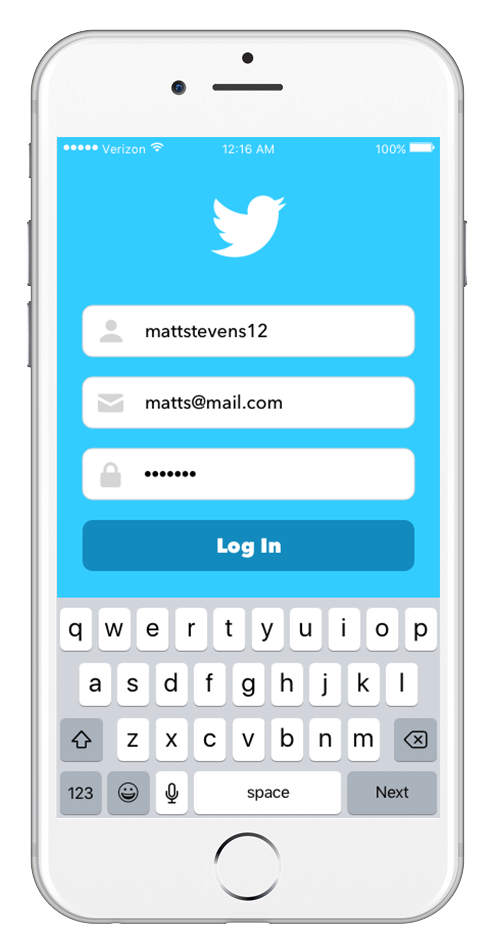 Verizon 12:16 AM 100%
mattstevens12
matts@mail.com
•••••••
Log In
q w e r t y u i o p
a s d f g h j k l
z x c v b n m
123 space Next